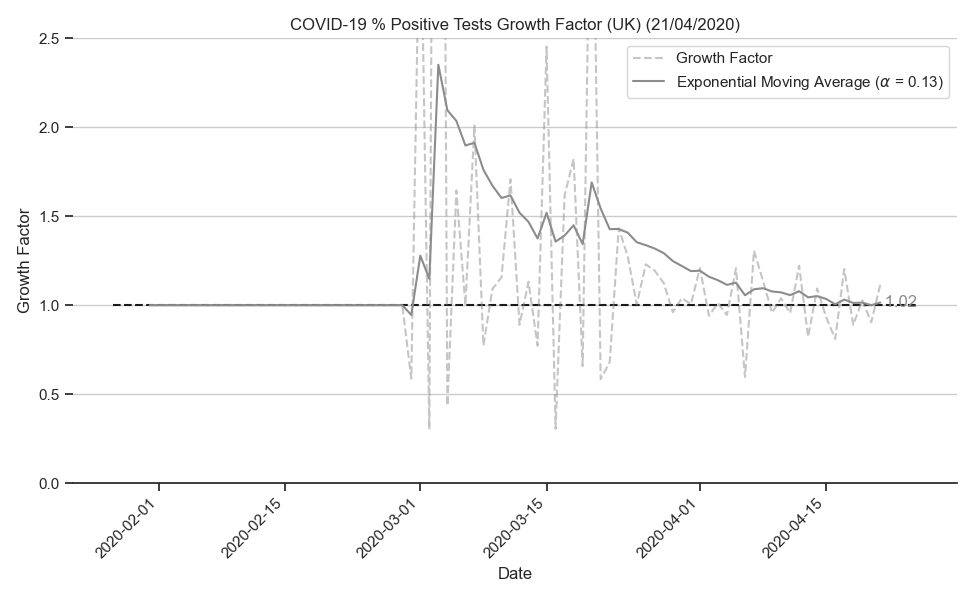 COVID-19 % Positive Tests Growth Factor (UK) (21/04/2020)
Growth Factor
Exponential Moving Average (α = 0.13)
2.5
2.0
1.5
1.0
0.5
0.0
1.02
Growth Factor
2020-02-01
2020-02-15
2020-03-01
2020-03-15
2020-04-01
2020-04-15
Date